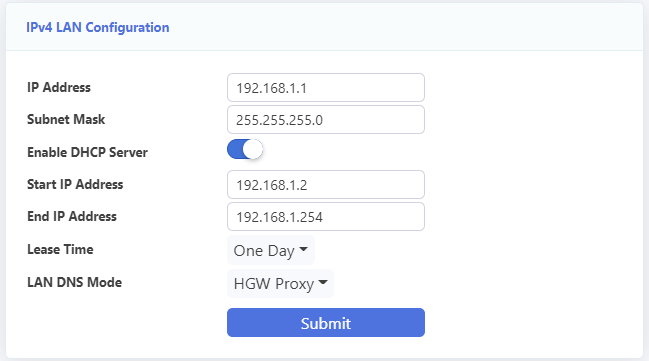 IPv4 LAN Configuration
IP Address 192.168.1.1
Subnet Mask 255.255.255.0
Enable DHCP Server
Start IP Address 192.168.1.2
End IP Address 192.168.1.254
Lease Time One Day
LAN DNS Mode HGW Proxy
Submit